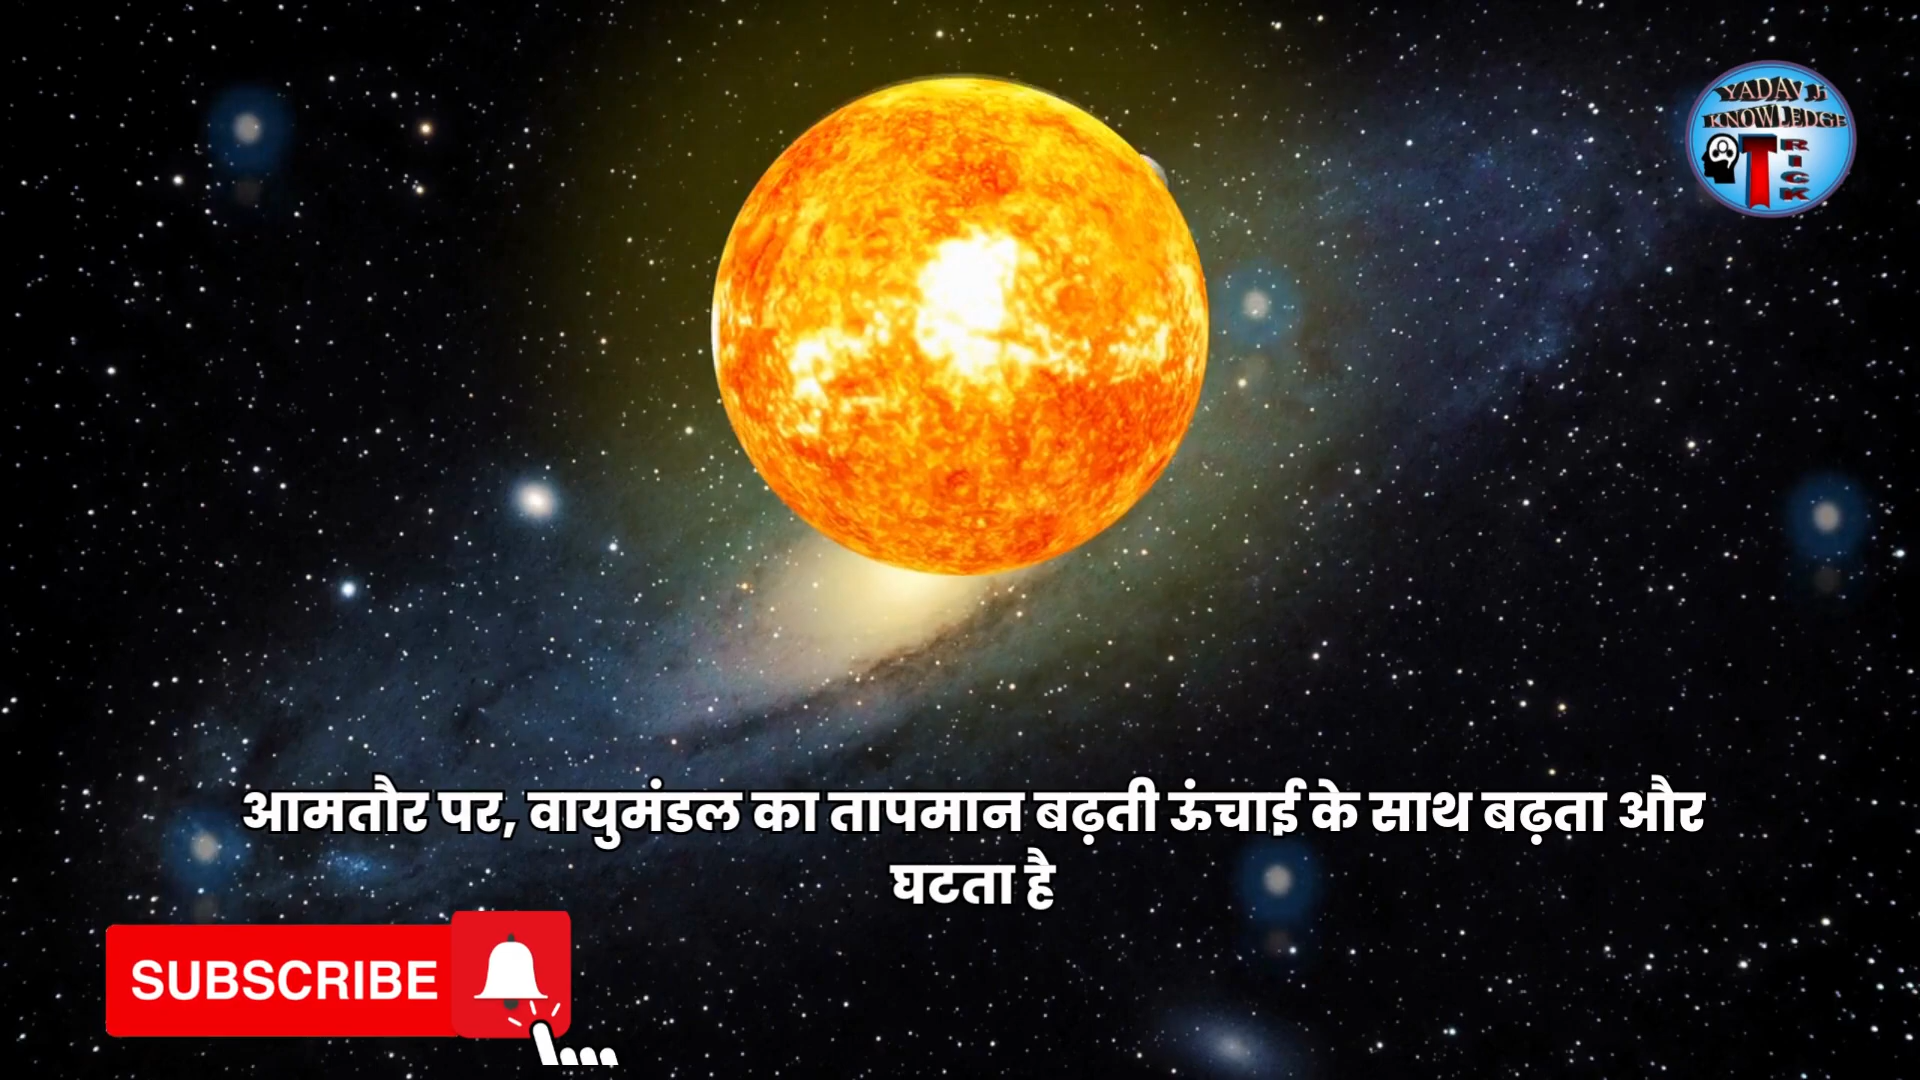 YADAV Ji
KNOWLEDGE
TRICK
आमतौर पर, वायुमंडल का तापमान बढ़ती ऊंचाई के साथ बढ़ता और
घटता है
SUBSCRIBE